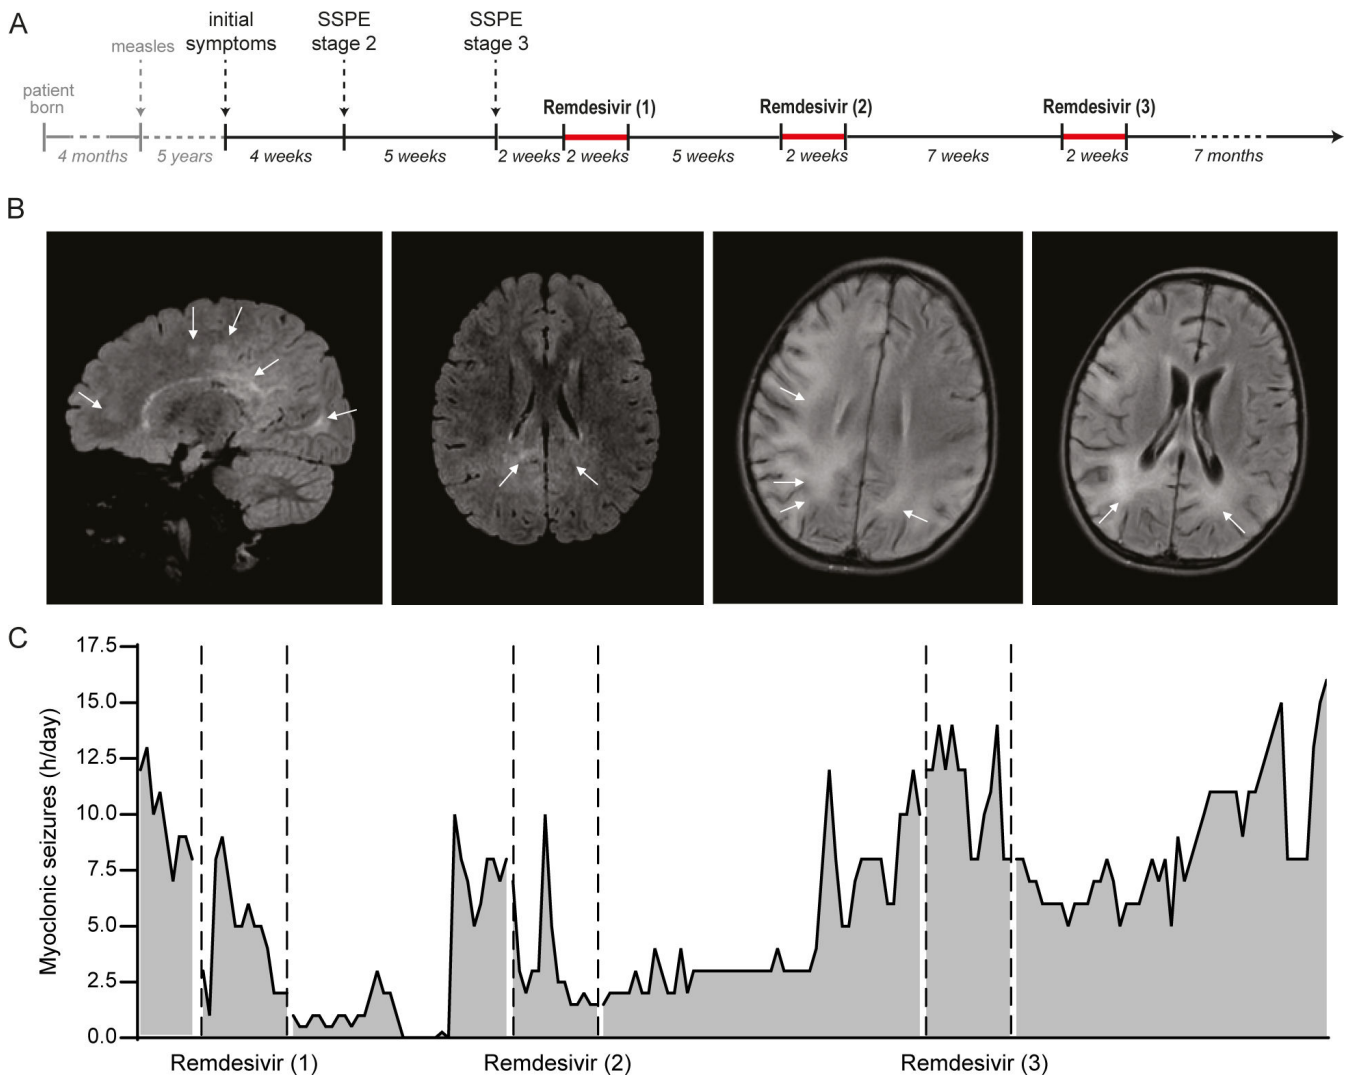 A
initial
symptoms
SSPE
stage 2
SSPE
stage 3
measles
patient
born
Remdesivir (1)
Remdesivir (2)
Remdesivir (3)
4 months
5 years
4 weeks
5 weeks
2 weeks
2 weeks
5 weeks
2 weeks
7 weeks
2 weeks
7 months
B
C
Myoclonic seizures (h/day)
17.5
15.0
12.5
10.0
7.5
5.0
2.5
0.0
Remdesivir (1)
Remdesivir (2)
Remdesivir (3)